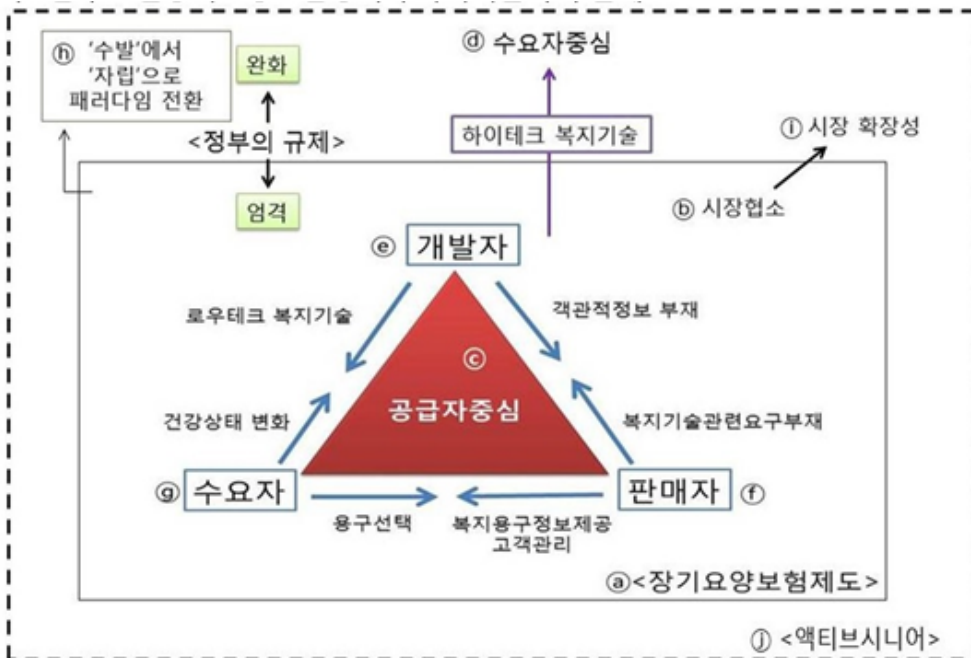 ⓗ '수발'에서
'자립'으로
패러다임 전환
완화
<정부의 규제>
엄격
ⓓ 수요자중심
하이테크 복지기술
ⓘ 시장 확장성
ⓑ 시장협소
ⓔ 개발자
로우테크 복지기술
객관적정보 부재
ⓒ
공급자중심
건강상태 변화
복지기술관련요구부재
ⓖ 수요자
판매자 ⓕ
용구선택
복지용구정보제공
고객관리
ⓐ<장기요양보험제도>
ⓙ <액티브시니어>